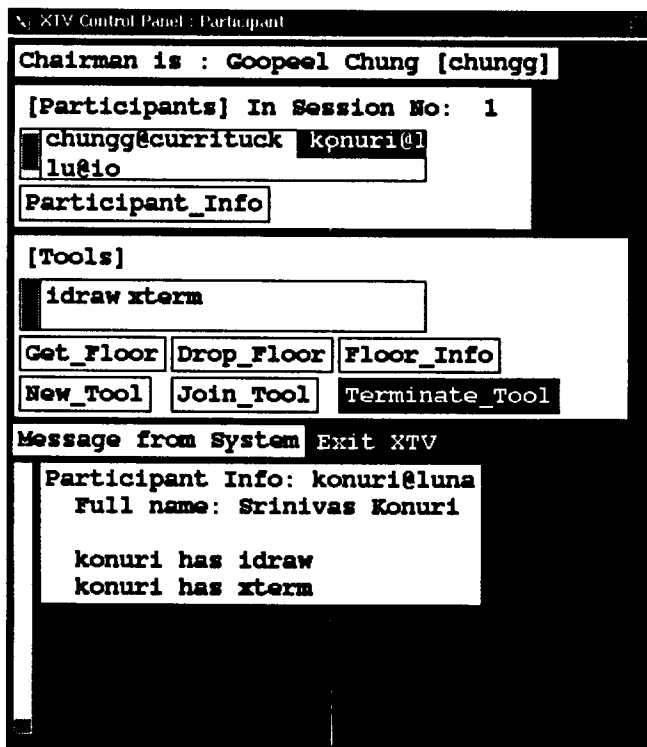 XTV Control Panel : Participant
Chairman is : Goopeel Chung [chungg]
[Participants] In Session No: 1
chungg@currituck konuri@l
lu@io
Participant_Info
[Tools]
idraw xterm
Get_Floor Drop_Floor Floor_Info
New_Tool Join_Tool Terminate_Tool
Message from System Exit XTV
Participant Info: konuri@luna
Full name: Srinivas Konuri
konuri has idraw
konuri has xterm